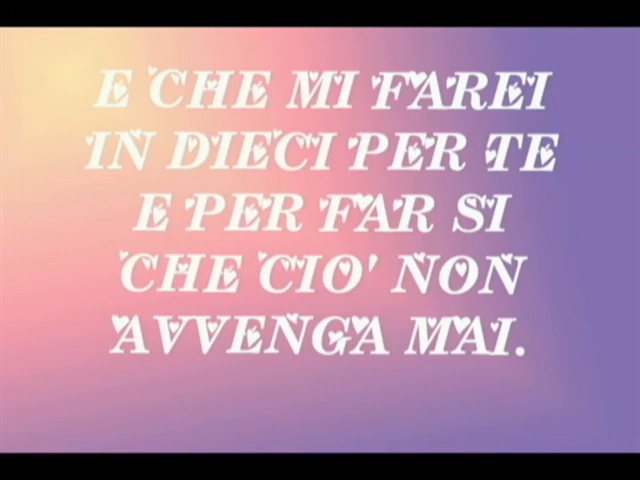 E CHE MI FAREI
IN DIECI PER TE
E PER FAR SI
CHE CIO' NON
AVVENGA MAI.